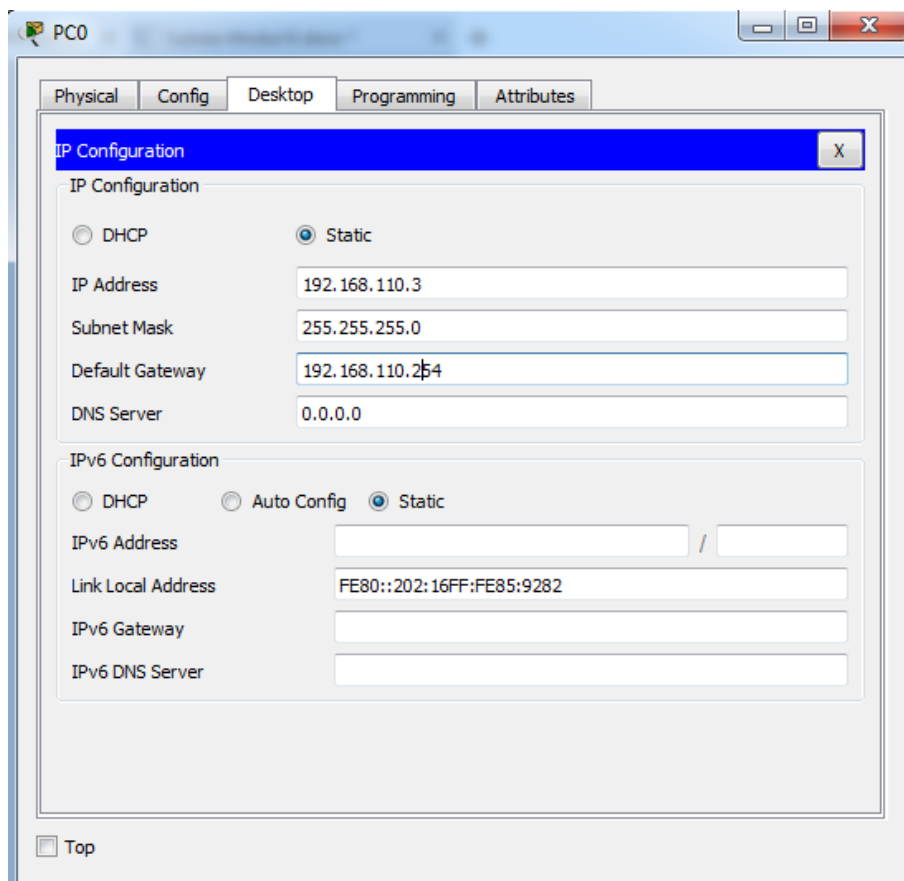 PC0
Physical Config Desktop Programming Attributes
IP Configuration X
IP Configuration
DHCP Static
IP Address 192.168.110.3
Subnet Mask 255.255.255.0
Default Gateway 192.168.110.254
DNS Server 0.0.0.0
IPv6 Configuration
DHCP Auto Config Static
IPv6 Address /
Link Local Address FE80::202:16FF:FE85:9282
IPv6 Gateway
IPv6 DNS Server
Top